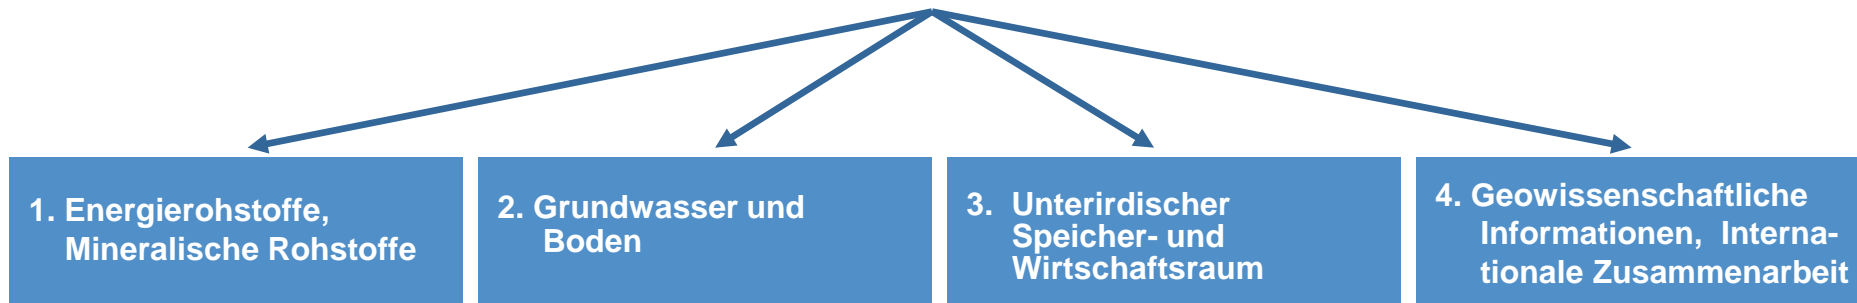 1. Energierohstoffe,
Mineralische Rohstoffe
2. Grundwasser und
Boden
3. Unterirdischer
Speicher- und
Wirtschaftsraum
4. Geowissenschaftliche
Informationen, Interna-
tionale Zusammenarbeit